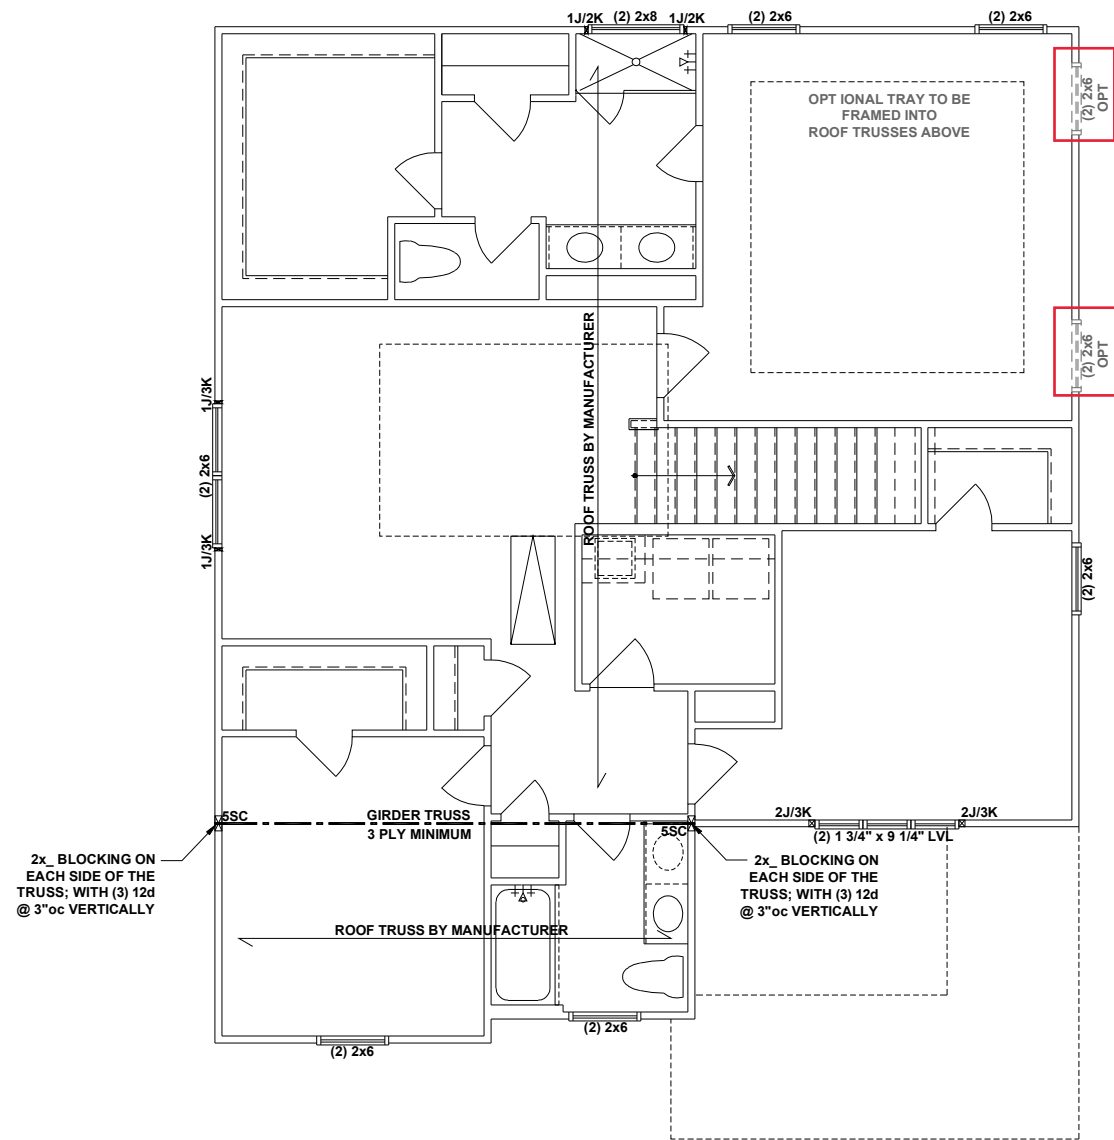 1J/2K
(2) 2x8
1J/2K
(2) 2x6
(2) 2x6
(2) 2x6
OPT
OPT IONAL TRAY TO BE
FRAMED INTO
ROOF TRUSSES ABOVE
(2) 2x6
OPT
ROOF TRUSS BY MANUFACTURER
1J/3K
(2) 2x6
1J/3K
(2) 2x6
5SC
GIRDER TRUSS
3 PLY MINIMUM
5SC
2J/3K
2J/3K
(2) 1 3/4" x 9 1/4" LVL
2x_ BLOCKING ON
EACH SIDE OF THE
TRUSS; WITH (3) 12d
@ 3"oc VERTICALLY
2x_ BLOCKING ON
EACH SIDE OF THE
TRUSS; WITH (3) 12d
@ 3"oc VERTICALLY
ROOF TRUSS BY MANUFACTURER
(2) 2x6
(2) 2x6